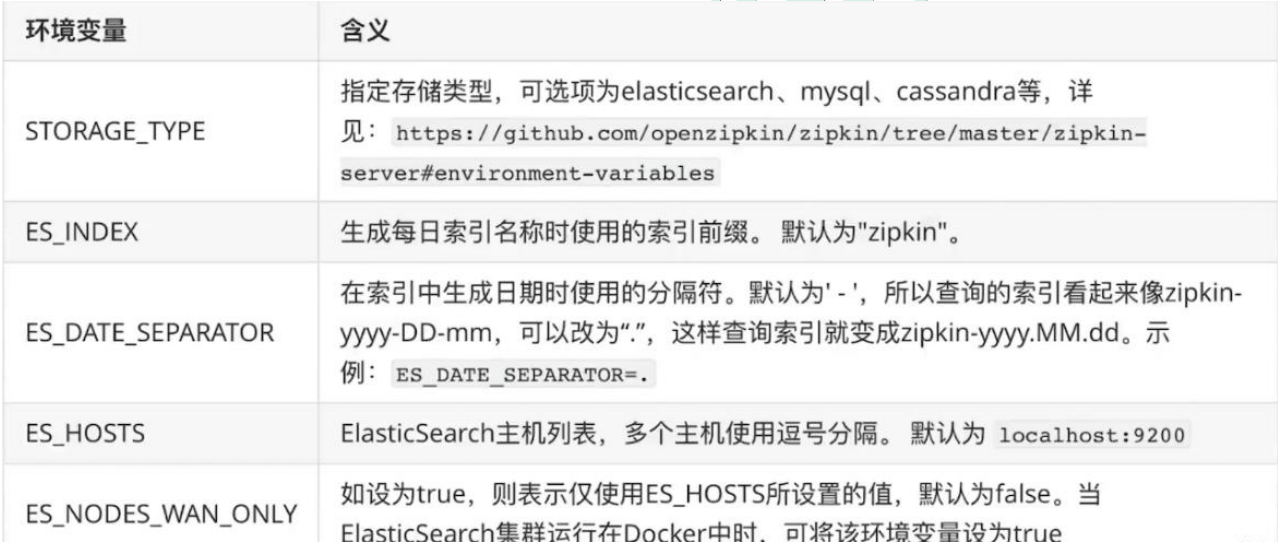 环境变量
含义
STORAGE_TYPE
指定存储类型，可选项为elasticsearch、mysql、cassandra等，详
见： https://github.com/openzipkin/zipkin/tree/master/zipkin-
server#environment-variables
ES_INDEX
生成每日索引名称时使用的索引前缀。 默认为"zipkin"。
ES_DATE_SEPARATOR
在索引中生成日期时使用的分隔符。默认为' - '，所以查询的索引看起来像zipkin-
yyyy-DD-mm，可以改为“.”，这样查询索引就变成zipkin-yyyy.MM.dd。示
例： ES_DATE_SEPARATOR=.
ES_HOSTS
ElasticSearch主机列表，多个主机使用逗号分隔。 默认为 localhost:9200
ES_NODES_WAN_ONLY
如设为true，则表示仅使用ES_HOSTS所设置的值，默认为false。当
ElasticSearch集群运行在Docker中时，可将该环境变量设为true